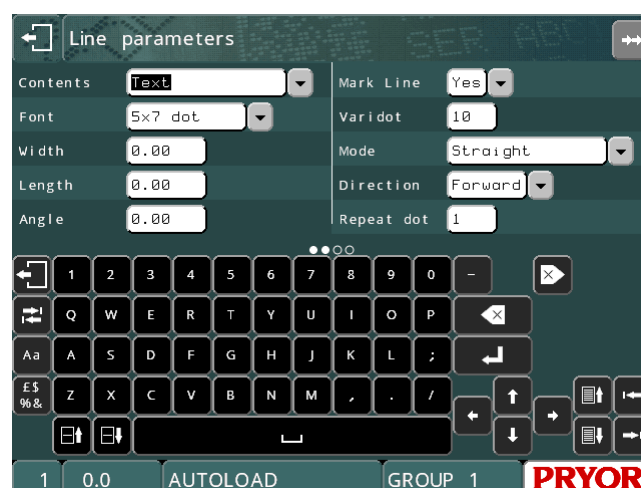 Line parameters
Contents Text Mark Line Yes
Font 5x7 dot Varidot 10
Width 0.00 Mode Straight
Length 0.00 Direction Forward
Angle 0.00 Repeat dot 1
1 2 3 4 5 6 7 8 9 0 -
Q W E R T Y U I O P
Aa A S D F G H J K L ;
£$
%& Z X C V B N M , . /
1 0.0 AUTOLOAD GROUP 1 PRYOR